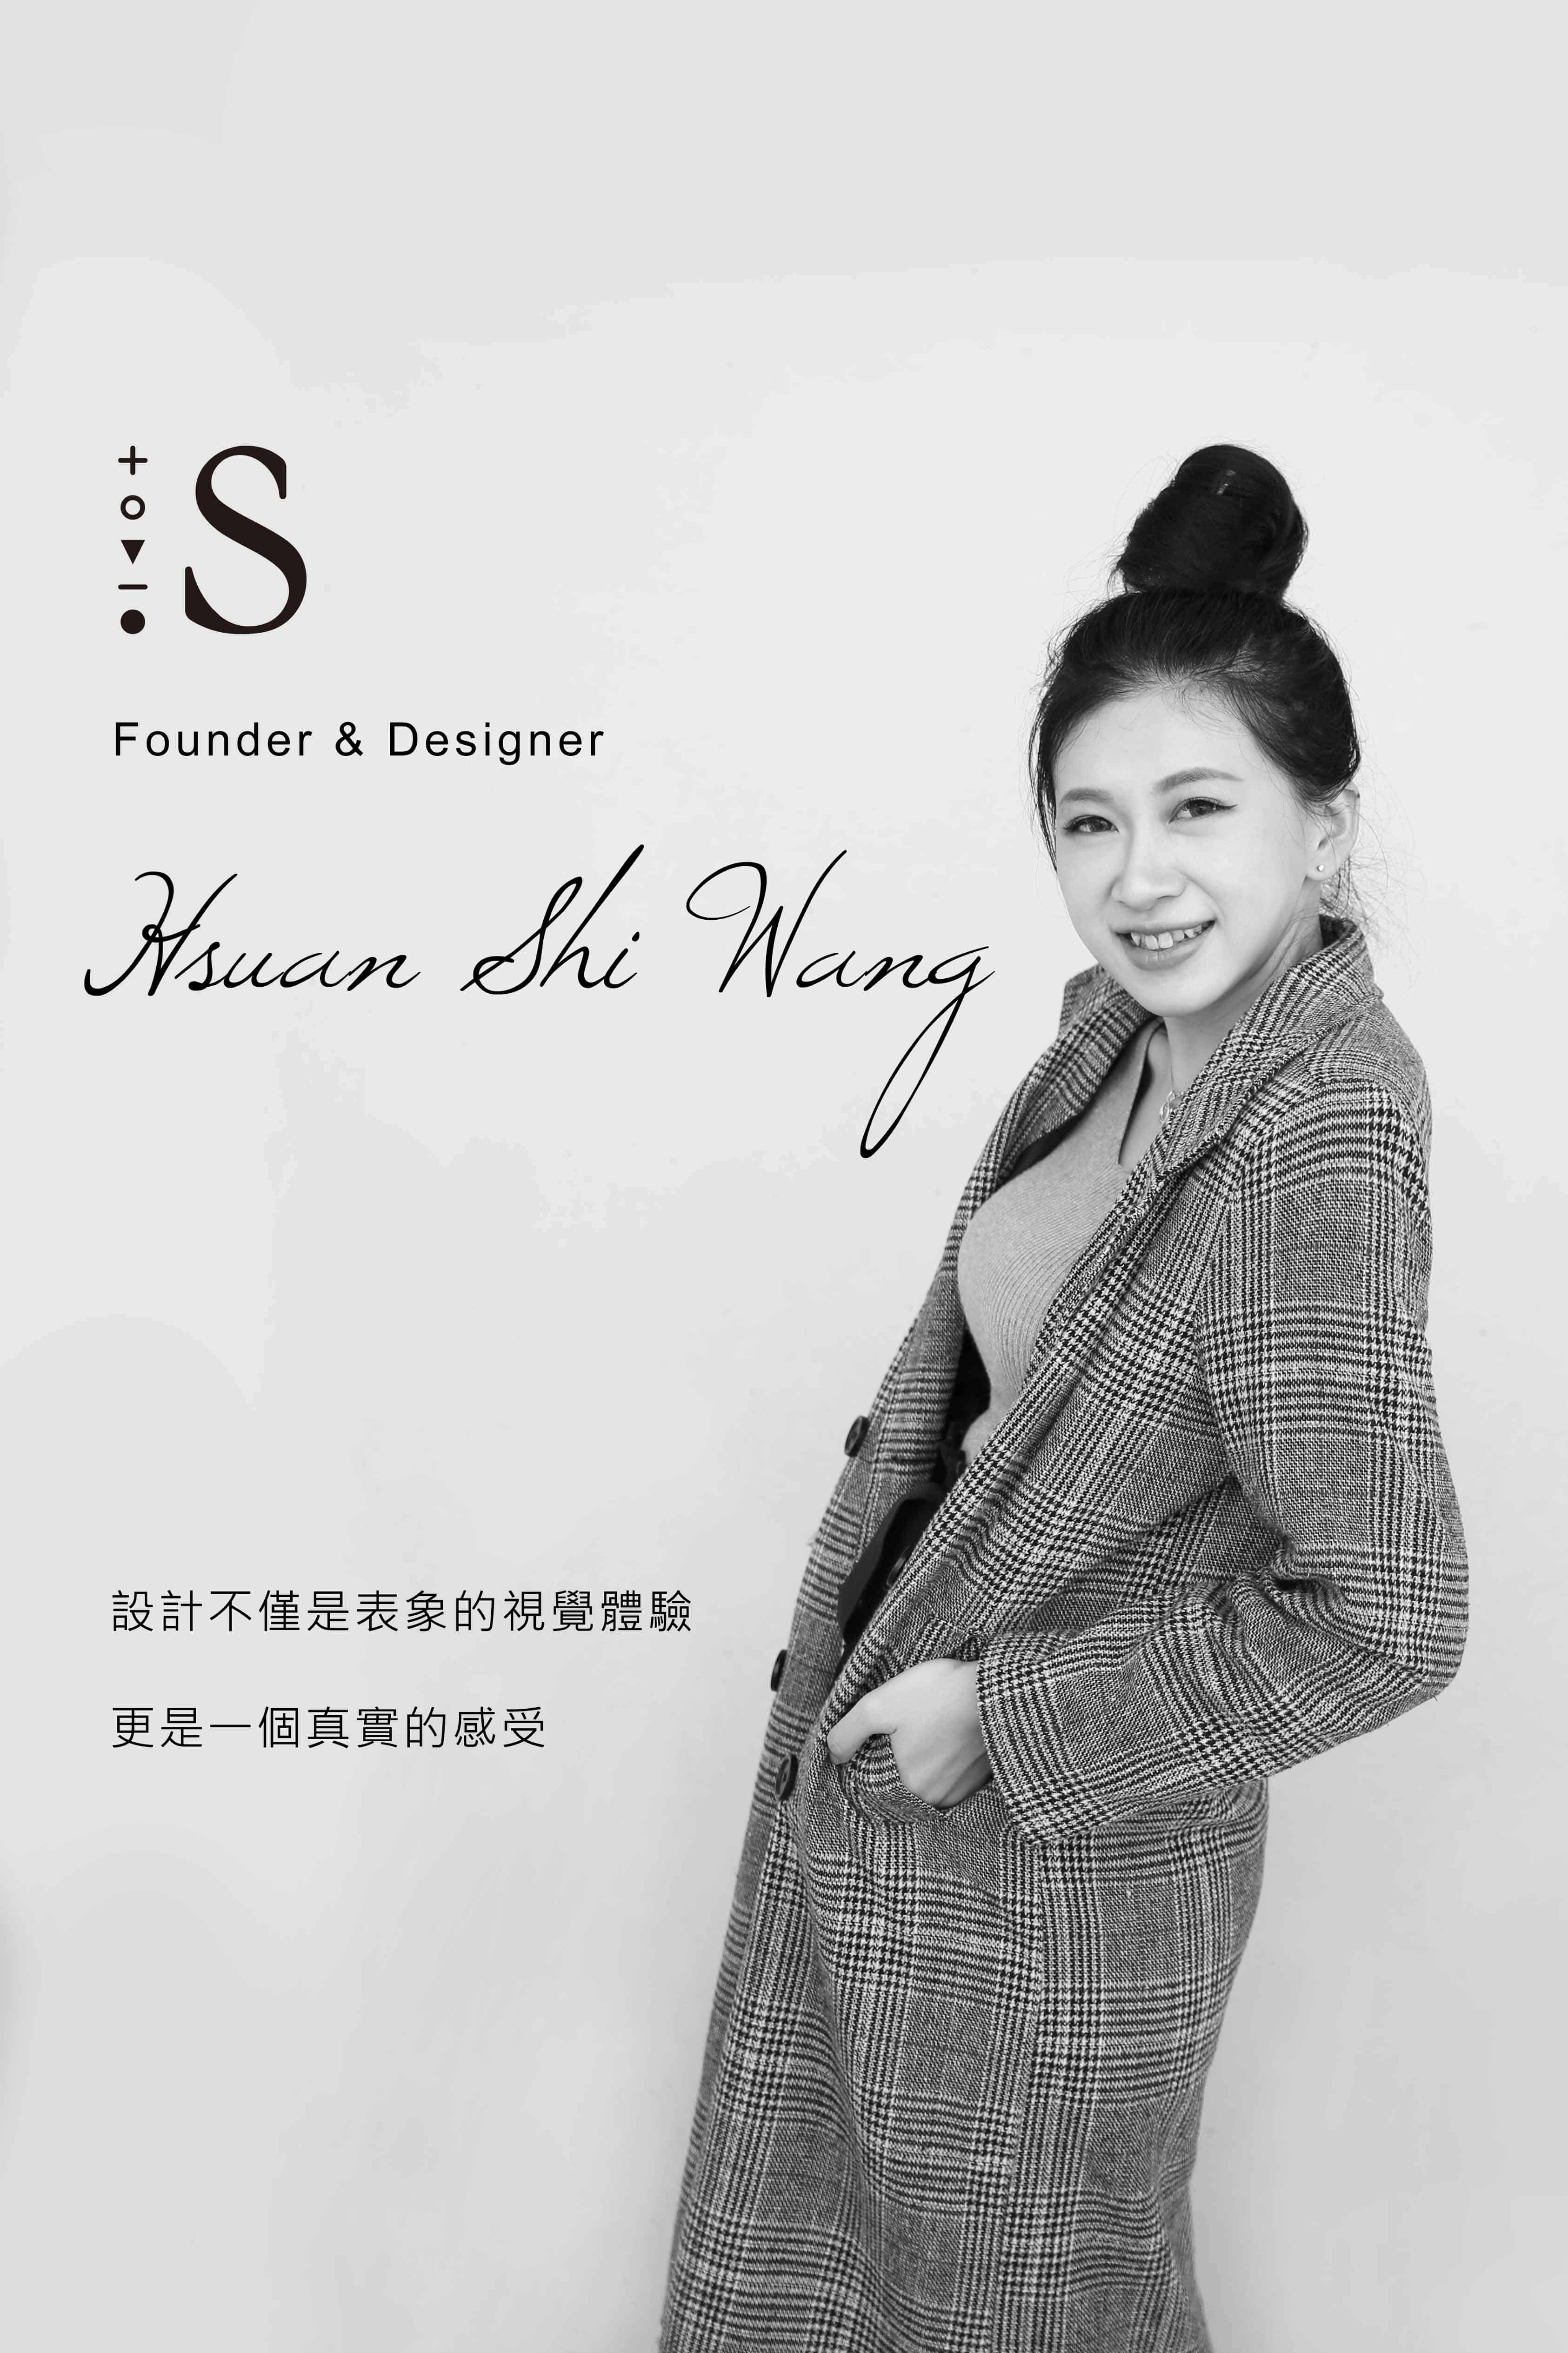 S
Founder & Designer
Hsuan Shi Wang
設計不僅是表象的視覺體驗
更是一個真實的感受